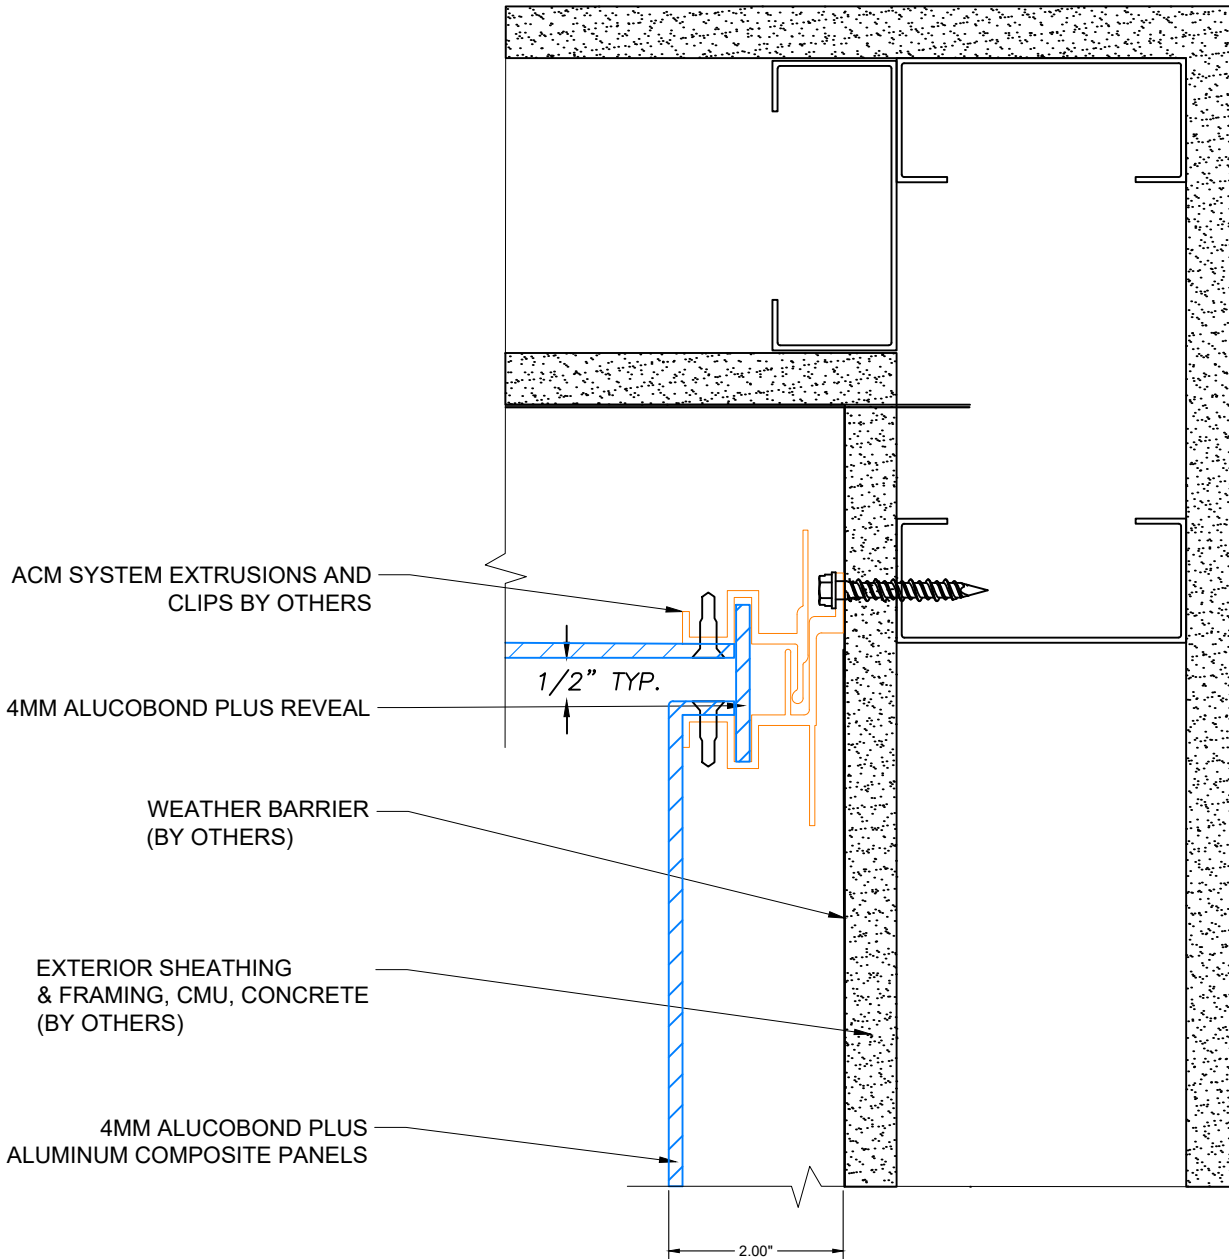 ACM SYSTEM EXTRUSIONS AND
CLIPS BY OTHERS
1/2" TYP.
4MM ALUCOBOND PLUS REVEAL
WEATHER BARRIER
(BY OTHERS)
EXTERIOR SHEATHING
& FRAMING, CMU, CONCRETE
(BY OTHERS)
4MM ALUCOBOND PLUS
ALUMINUM COMPOSITE PANELS
2.00"